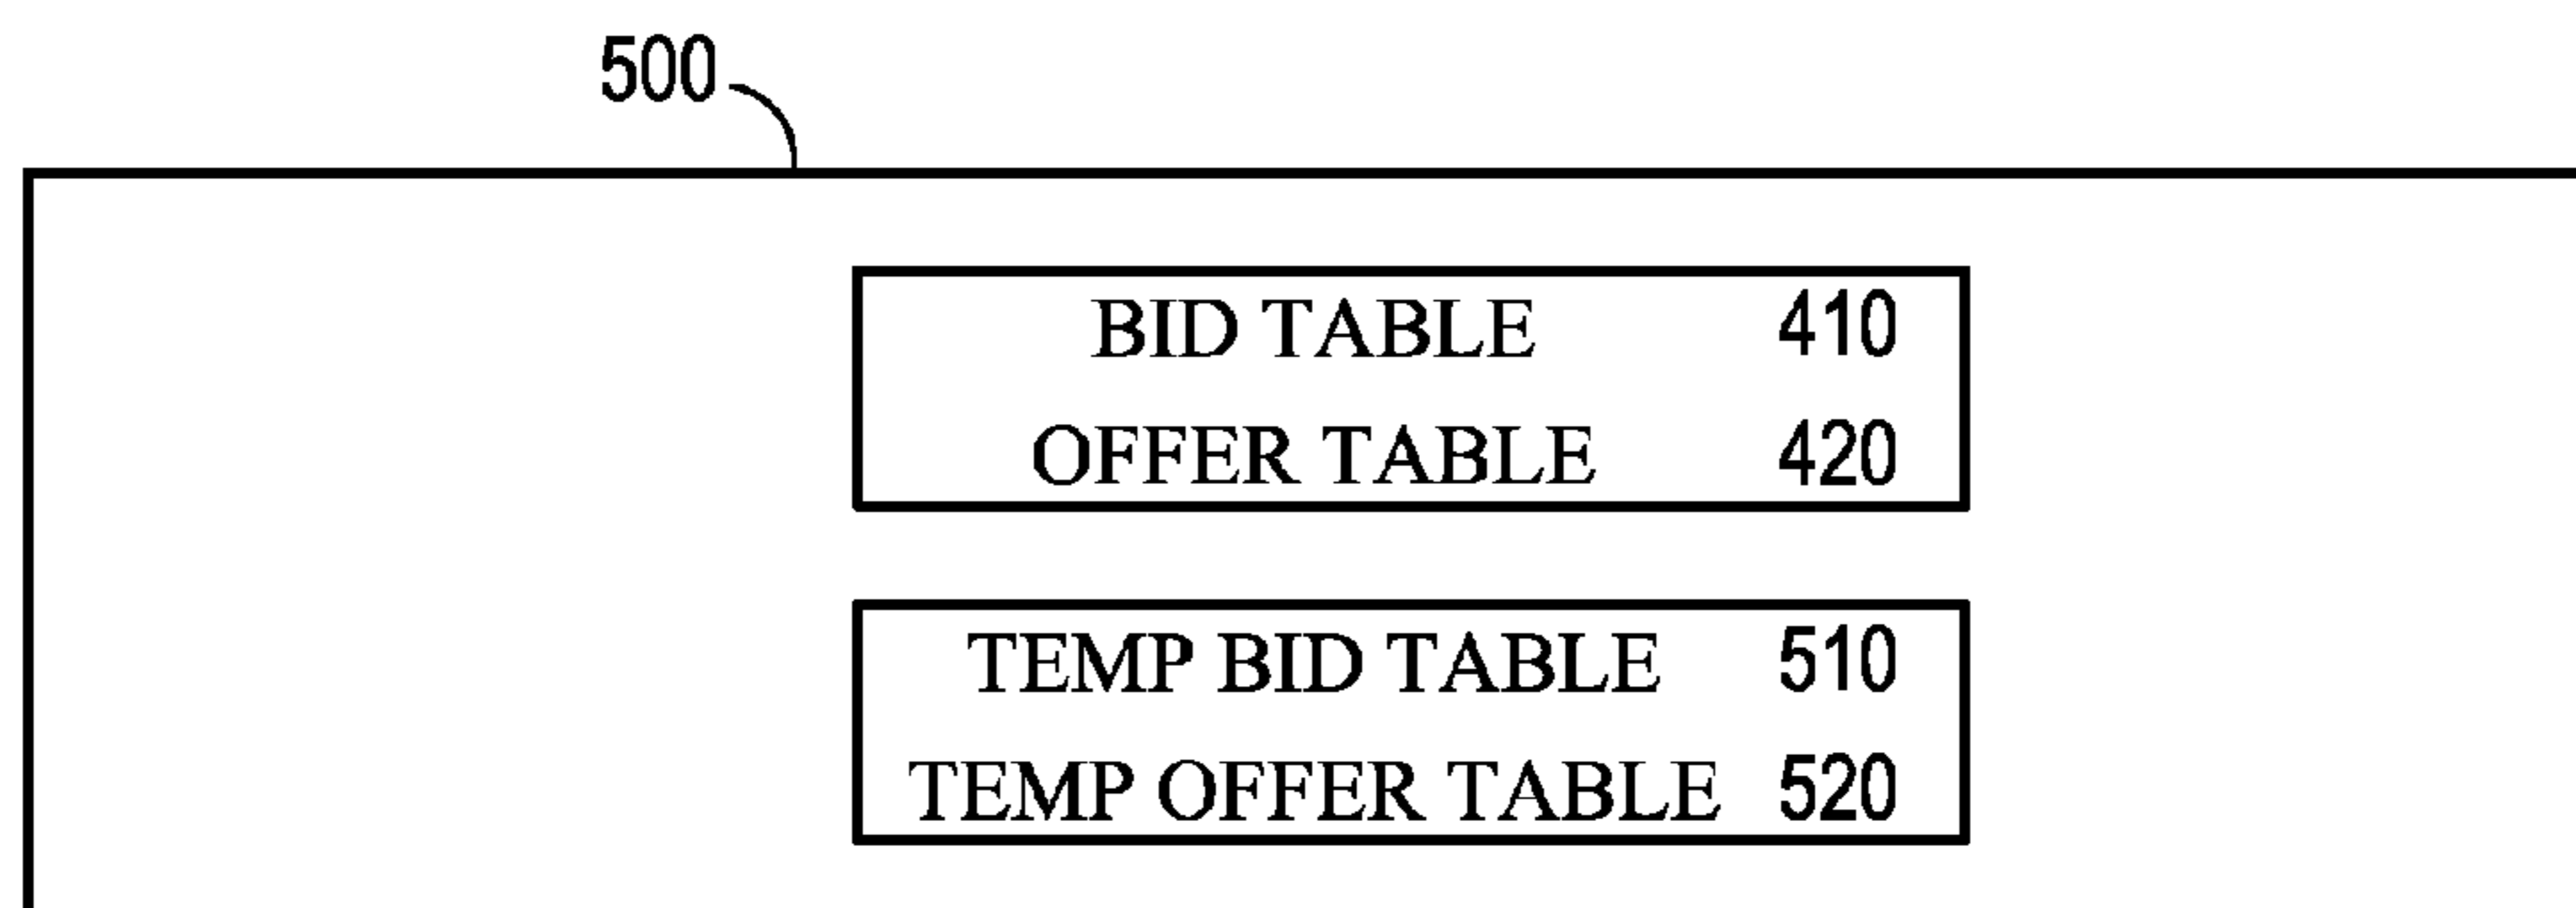 500
BID TABLE 410
OFFER TABLE 420
TEMP BID TABLE 510
TEMP OFFER TABLE 520